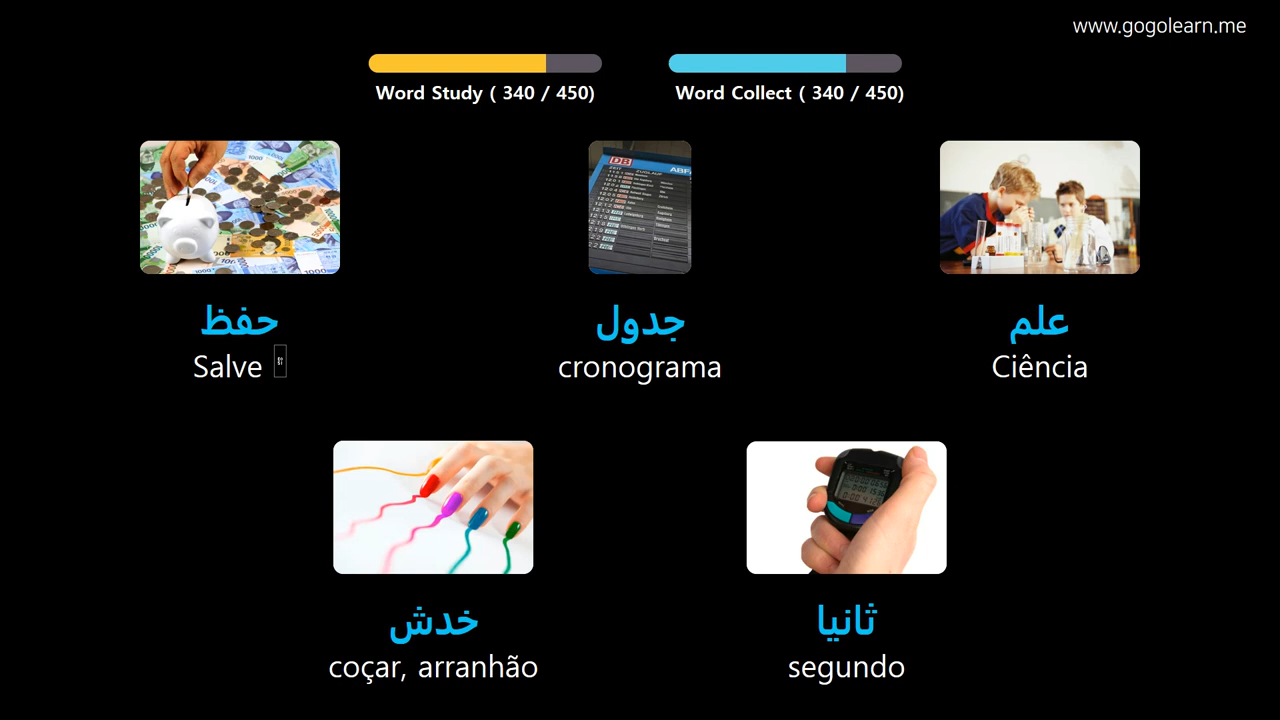 www.gogolearn.me
Word Study ( 340 / 450)
Word Collect ( 340 / 450)
DB
حفظ
جدول
علم
Salve
cronograma
Ciência
خدش
ثانيا
coçar, arranhão
segundo